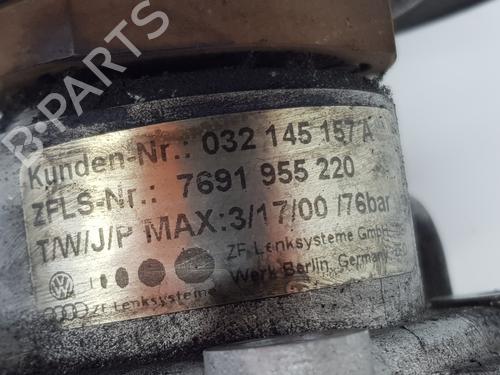 B-PARTS
Kunden-Nr.: 032 145 157 A
ZFLS-Nr.: 7691 955 220
T/W/J/P MAX:3/17/00 /76bar
ZF Lenksysteme GmbH
Werk Berlin, Germany
ZF Lenksysteme